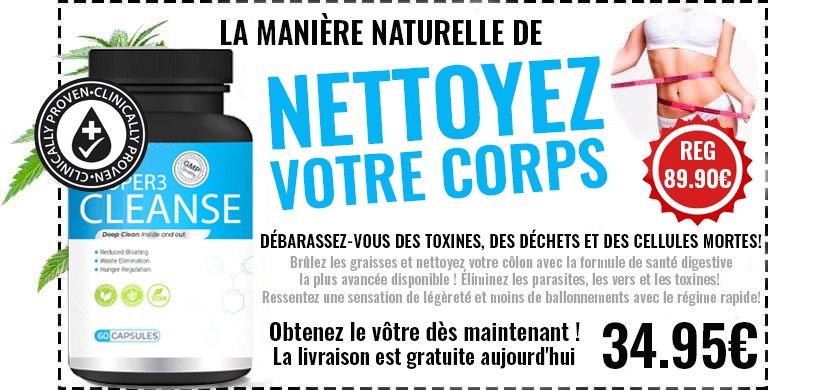 LA MANIÈRE NATURELLE DE
NETTOYEZ
VOTRE CORPS
REG
89.90€
CLINICALLY PROVEN•CLINICALLY PROVEN•
GMP
Quality
PER3
CLEANSE
Deep Clean Inside and out
• Reduced Bloating
• Waste Elimination
• Hunger Regulation
60 CAPSULES
DÉBARASSEZ-VOUS DES TOXINES, DES DÉCHETS ET DES CELLULES MORTES!
Brûlez les graisses et nettoyez votre côlon avec la formule de santé digestive
la plus avancée disponible ! Éliminez les parasites, les vers et les toxines!
Ressentez une sensation de légèreté et moins de ballonnements avec le régime rapide!
Obtenez le vôtre dès maintenant !
La livraison est gratuite aujourd'hui
34.95€